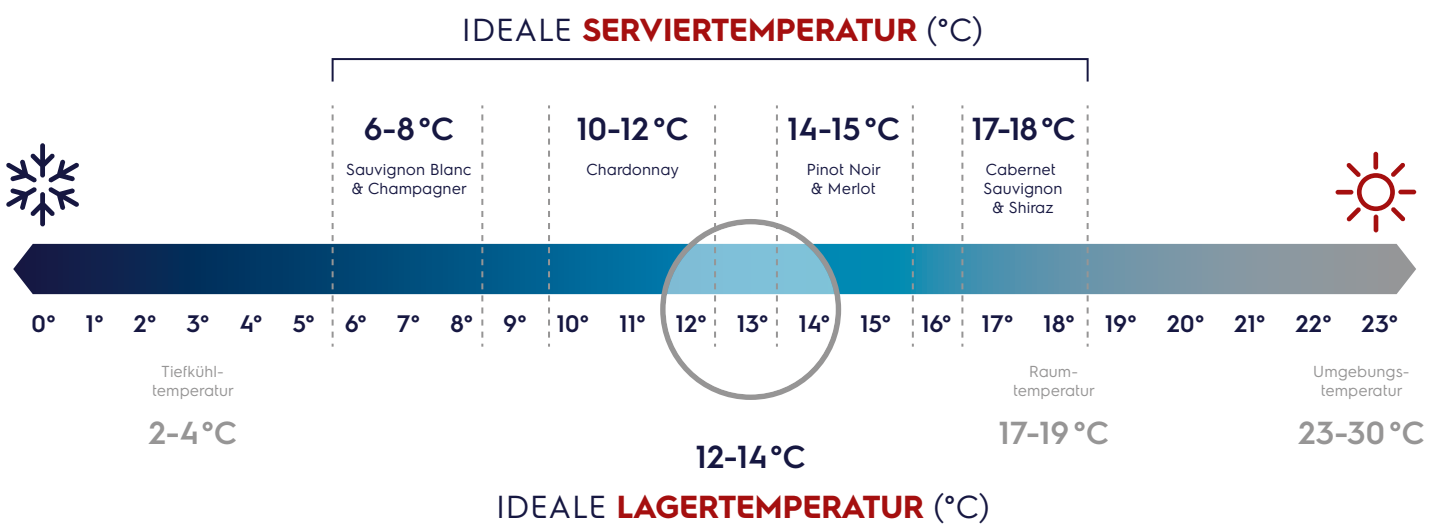 IDEALE SERVIERTEMPERATUR (°C)
6-8 °C
Sauvignon Blanc
& Champagner
10-12 °C
Chardonnay
14-15 °C
Pinot Noir
& Merlot
17-18 °C
Cabernet
Sauvignon
& Shiraz
0° 1° 2° 3° 4° 5° 6° 7° 8° 9° 10° 11° 12° 13° 14° 15° 16° 17° 18° 19° 20° 21° 22° 23°
Tiefkühl-
temperatur
2-4 °C
Raum-
temperatur
17-19 °C
Umgebungs-
temperatur
23-30 °C
12-14 °C
IDEALE LAGERTEMPERATUR (°C)